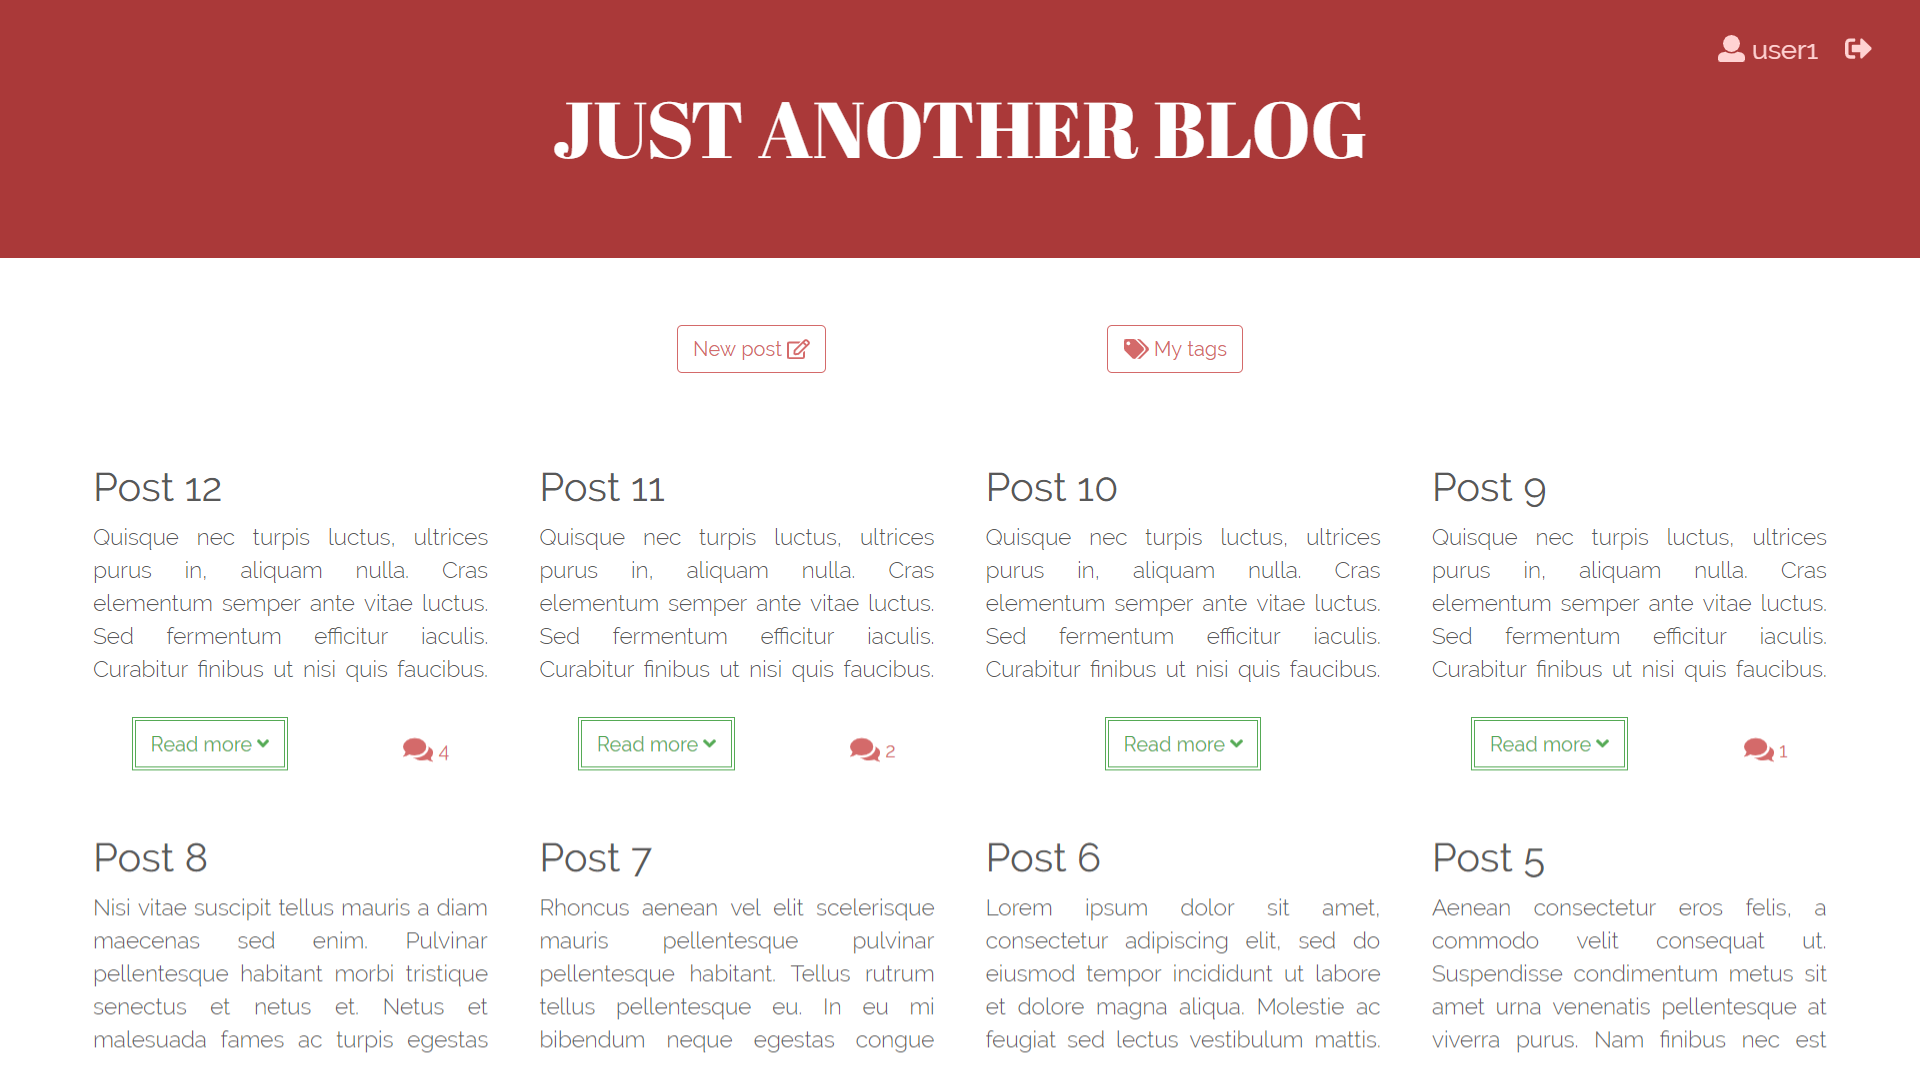 user1
JUST ANOTHER BLOG
New post
My tags
Post 12
Quisque nec turpis luctus, ultrices
purus in, aliquam nulla. Cras
elementum semper ante vitae luctus.
Sed fermentum efficitur iaculis.
Curabitur finibus ut nisi quis faucibus.
Read more
4
Post 11
Quisque nec turpis luctus, ultrices
purus in, aliquam nulla. Cras
elementum semper ante vitae luctus.
Sed fermentum efficitur iaculis.
Curabitur finibus ut nisi quis faucibus.
Read more
2
Post 10
Quisque nec turpis luctus, ultrices
purus in, aliquam nulla. Cras
elementum semper ante vitae luctus.
Sed fermentum efficitur iaculis.
Curabitur finibus ut nisi quis faucibus.
Read more
Post 9
Quisque nec turpis luctus, ultrices
purus in, aliquam nulla. Cras
elementum semper ante vitae luctus.
Sed fermentum efficitur iaculis.
Curabitur finibus ut nisi quis faucibus.
Read more
1
Post 8
Nisi vitae suscipit tellus mauris a diam
maecenas sed enim. Pulvinar
pellentesque habitant morbi tristique
senectus et netus et. Netus et
malesuada fames ac turpis egestas
Post 7
Rhoncus aenean vel elit scelerisque
mauris pellentesque pulvinar
pellentesque habitant. Tellus rutrum
tellus pellentesque eu. In eu mi
bibendum neque egestas congue
Post 6
Lorem ipsum dolor sit amet,
consectetur adipiscing elit, sed do
eiusmod tempor incididunt ut labore
et dolore magna aliqua. Molestie ac
feugiat sed lectus vestibulum mattis.
Post 5
Aenean consectetur eros felis, a
commodo velit consequat ut.
Suspendisse condimentum metus sit
amet urna venenatis pellentesque at
viverra purus. Nam finibus nec est